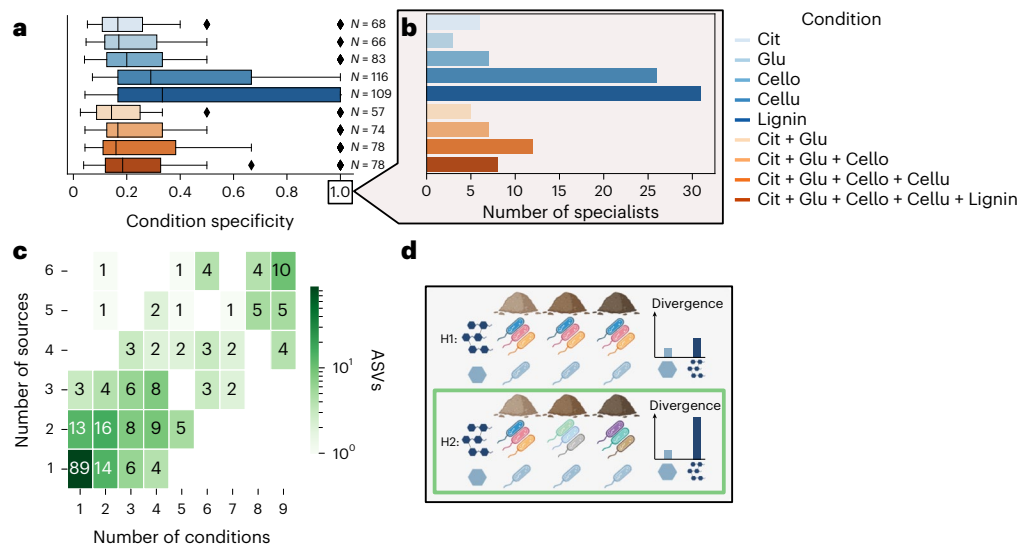 a
N = 68
N = 66
N = 83
N = 116
N = 109
N = 57
N = 74
N = 78
N = 78
0 0.2 0.4 0.6 0.8 1.0
Condition specificity
b
0 5 10 15 20 25 30
Number of specialists
Condition
Cit
Glu
Cello
Cellu
Lignin
Cit + Glu
Cit + Glu + Cello
Cit + Glu + Cello + Cellu
Cit + Glu + Cello + Cellu + Lignin
c
Number of sources
6 1 1 4 4 10
5 1 2 1 1 5 5
4 3 2 2 3 2 4
3 3 4 6 8 3 2
2 13 16 8 9 5
1 89 14 6 4
1 2 3 4 5 6 7 8 9
Number of conditions
10¹
10⁰
ASVs
d
Divergence
H1:
Divergence
H2: